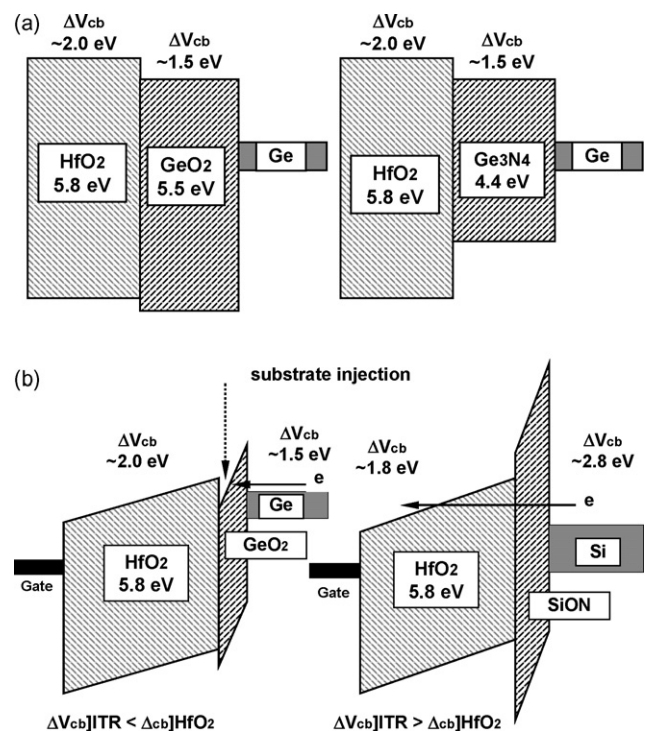 (a)
ΔVcb
~2.0 eV
ΔVcb
~1.5 eV
HfO2
5.8 eV
GeO2
5.5 eV
Ge
ΔVcb
~2.0 eV
ΔVcb
~1.5 eV
HfO2
5.8 eV
Ge3N4
4.4 eV
Ge
(b)
substrate injection
ΔVcb
~2.0 eV
ΔVcb
~1.5 eV
e
Ge
GeO2
HfO2
5.8 eV
Gate
ΔVcb]ITR < Δcb]HfO2
ΔVcb
~1.8 eV
ΔVcb
~2.8 eV
e
Si
SiON
HfO2
5.8 eV
Gate
ΔVcb]ITR > Δcb]HfO2